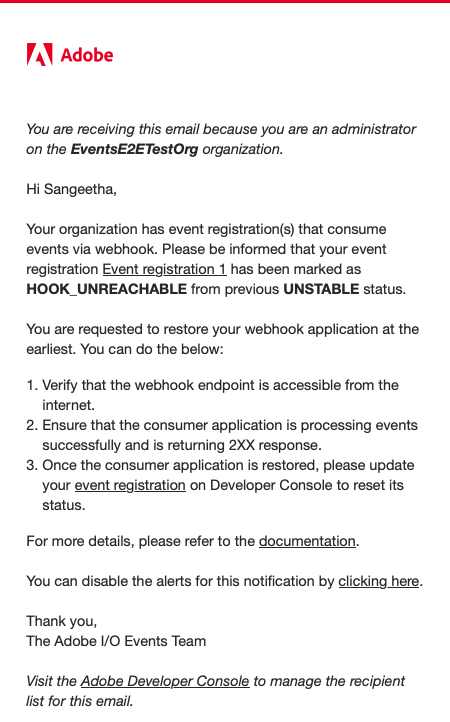 Adobe
You are receiving this email because you are an administrator
on the EventsE2ETestOrg organization.
Hi Sangeetha,
Your organization has event registration(s) that consume
events via webhook. Please be informed that your event
registration Event registration 1 has been marked as
HOOK_UNREACHABLE from previous UNSTABLE status.
You are requested to restore your webhook application at the
earliest. You can do the below:
1. Verify that the webhook endpoint is accessible from the
internet.
2. Ensure that the consumer application is processing events
successfully and is returning 2XX response.
3. Once the consumer application is restored, please update
your event registration on Developer Console to reset its
status.
For more details, please refer to the documentation.
You can disable the alerts for this notification by clicking here.
Thank you,
The Adobe I/O Events Team
Visit the Adobe Developer Console to manage the recipient
list for this email.